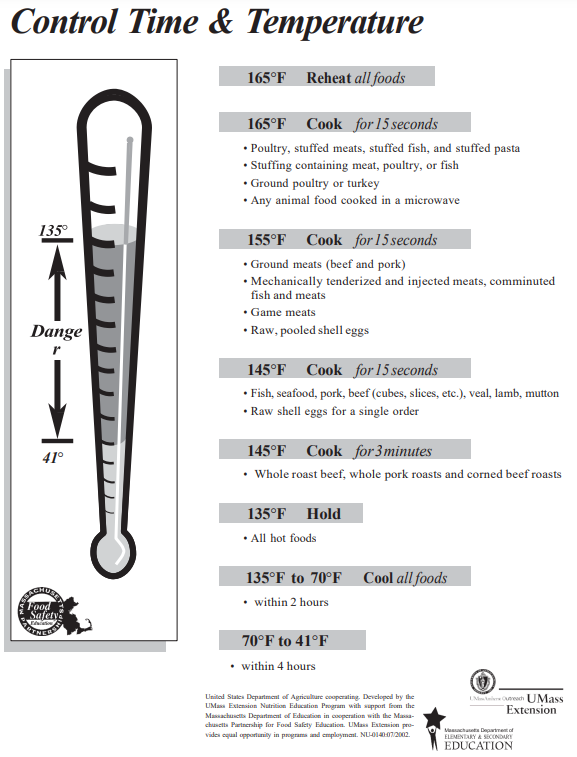 Control Time & Temperature
165°F Reheat all foods
165°F Cook for 15 seconds
• Poultry, stuffed meats, stuffed fish, and stuffed pasta
• Stuffing containing meat, poultry, or fish
• Ground poultry or turkey
• Any animal food cooked in a microwave
135°
155°F Cook for 15 seconds
• Ground meats (beef and pork)
• Mechanically tenderized and injected meats, comminuted
fish and meats
• Game meats
• Raw, pooled shell eggs
Dange
r
145°F Cook for 15 seconds
• Fish, seafood, pork, beef (cubes, slices, etc.), veal, lamb, mutton
• Raw shell eggs for a single order
41°
145°F Cook for 3 minutes
• Whole roast beef, whole pork roasts and corned beef roasts
135°F Hold
• All hot foods
135°F to 70°F Cool all foods
• within 2 hours
70°F to 41°F
• within 4 hours
MASSACHUSETTS
Food
Safety
Education
PARTNERSHIP
United States Department of Agriculture cooperating. Developed by the
UMass Extension Nutrition Education Program with support from the
Massachusetts Department of Education in cooperation with the Massa-
chusetts Partnership for Food Safety Education. UMass Extension pro-
vides equal opportunity in programs and employment. NU-0140:07/2002.
UMass Amherst Outreach UMass
Extension
Massachusetts Department of
ELEMENTARY & SECONDARY
EDUCATION